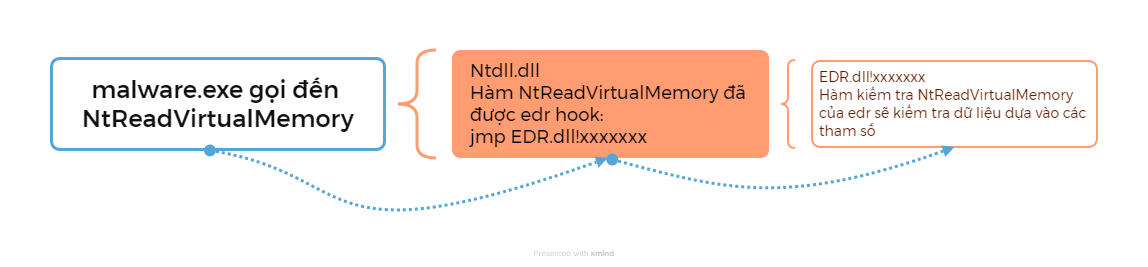 malware.exe gọi đến
NtReadVirtualMemory
Ntdll.dll
Hàm NtReadVirtualMemory đã
được edr hook:
jmp EDR.dll!xxxxxxx
EDR.dll!xxxxxxx
Hàm kiểm tra NtReadVirtualMemory
của edr sẽ kiểm tra dữ liệu dựa vào các
tham số
Presented with xmind